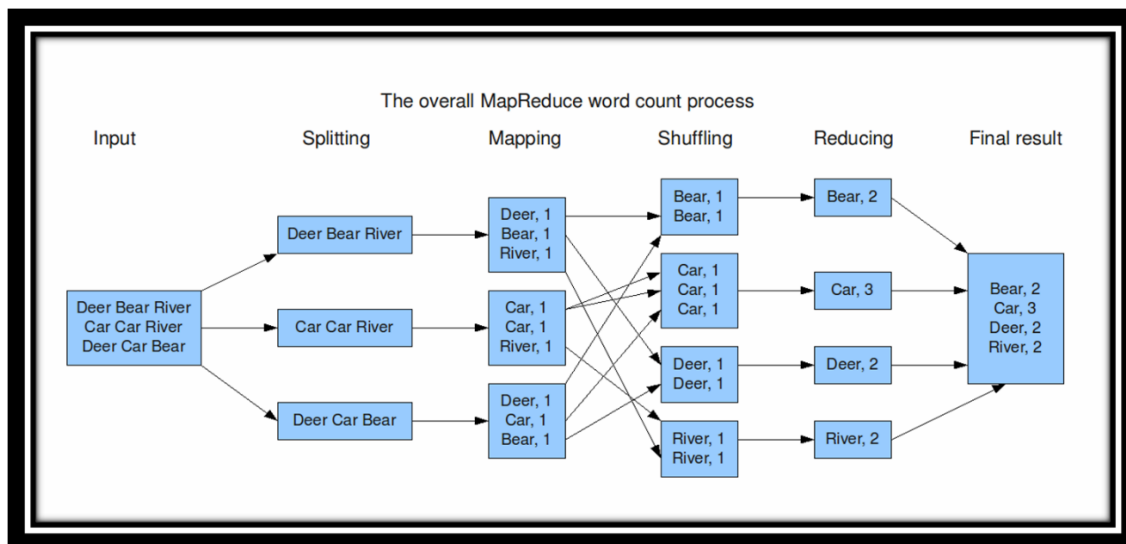 The overall MapReduce word count process
Input
Splitting
Mapping
Shuffling
Reducing
Final result
Deer Bear River
Car Car River
Deer Car Bear
Deer Bear River
Car Car River
Deer Car Bear
Deer, 1
Bear, 1
River, 1
Car, 1
Car, 1
River, 1
Deer, 1
Car, 1
Bear, 1
Bear, 1
Bear, 1
Car, 1
Car, 1
Car, 1
Deer, 1
Deer, 1
River, 1
River, 1
Bear, 2
Car, 3
Deer, 2
River, 2
Bear, 2
Car, 3
Deer, 2
River, 2